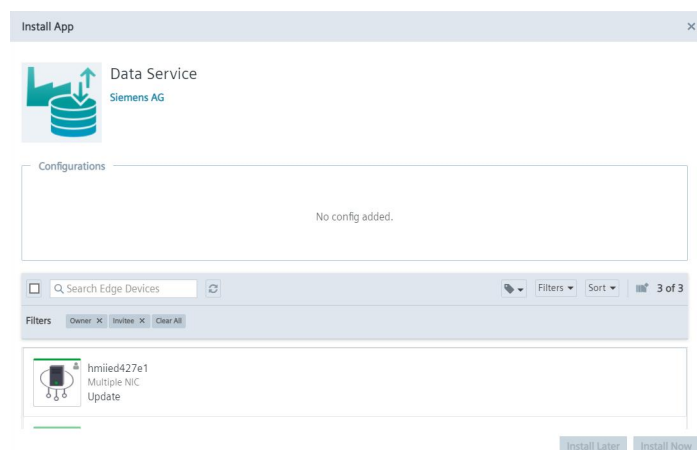 Install App
Data Service
Siemens AG
Configurations
No config added.
Search Edge Devices
Filters
Sort
3 of 3
Filters
Owner
Invitee
Clear All
hmiied427e1
Multiple NIC
Update
Install Later
Install Now